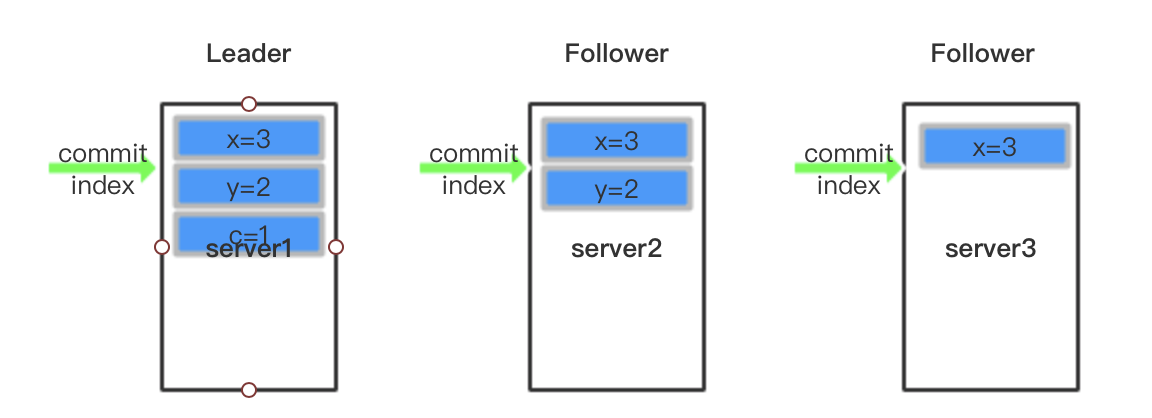 Leader
Follower
Follower
x=3
x=3
x=3
commit
index
commit
index
commit
index
y=2
y=2
c=1
server1
server2
server3